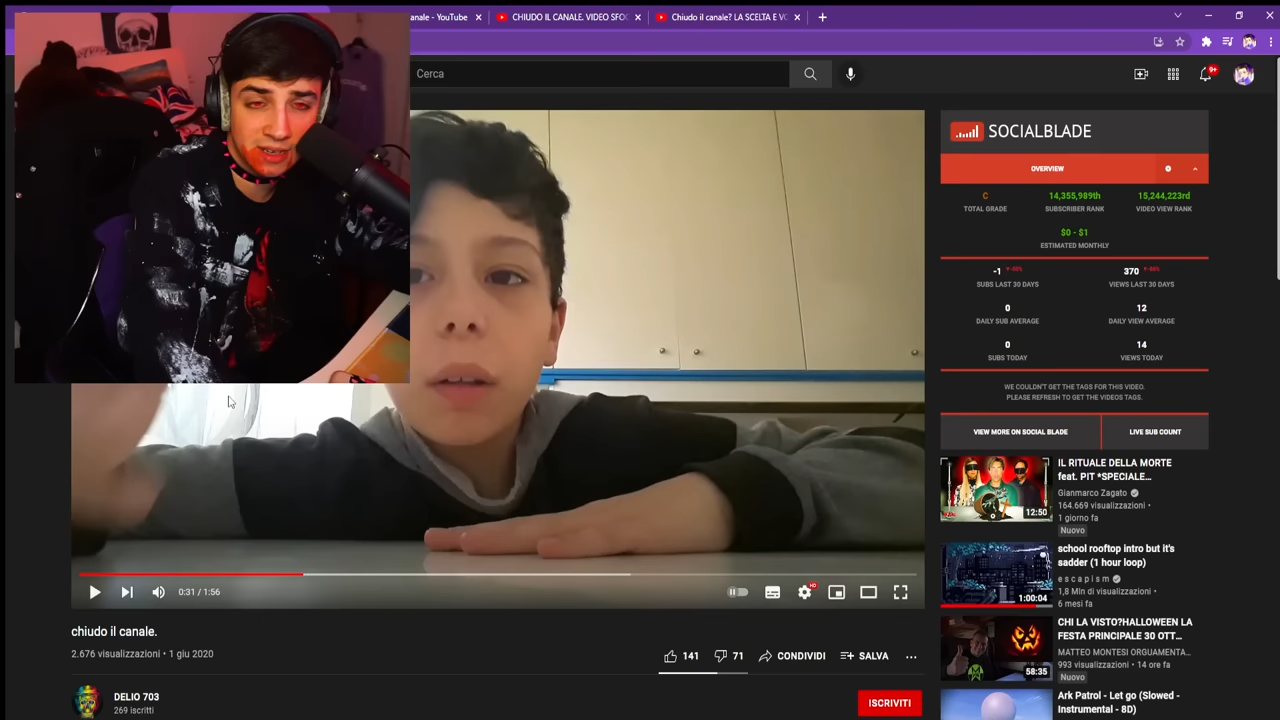 anale - YouTube
CHIUDO IL CANALE. VIDEO SFO
Chiudo il canale? LA SCELTA E V
Cerca
9+
SOCIALBLADE
OVERVIEW
C
14,355,989th
15,244,223rd
TOTAL GRADE
SUBSCRIBER RANK
VIDEO VIEW RANK
$0 - $1
ESTIMATED MONTHLY
-1
370
SUBS LAST 30 DAYS
VIEWS LAST 30 DAYS
0
12
DAILY SUB AVERAGE
DAILY VIEW AVERAGE
0
14
SUBS TODAY
VIEWS TODAY
WE COULDN'T GET THE TAGS FOR THIS VIDEO.
PLEASE REFRESH TO GET THE VIDEOS TAGS.
VIEW MORE ON SOCIAL BLADE
LIVE SUB COUNT
IL RITUALE DELLA MORTE
feat. PIT *SPECIALE...
Gianmarco Zagato
164.669 visualizzazioni •
1 giorno fa
Nuovo
12:50
school rooftop intro but it's
sadder (1 hour loop)
e s c a p i s m
1,8 Mln di visualizzazioni •
6 mesi fa
1:00:04
CHI LA VISTO?HALLOWEEN LA
FESTA PRINCIPALE 30 OTT...
MATTEO MONTESI ORGUAMENTA...
993 visualizzazioni • 14 ore fa
Nuovo
58:35
Ark Patrol - Let go (Slowed -
Instrumental - 8D)
0:31 / 1:56
HD
chiudo il canale.
2.676 visualizzazioni • 1 giu 2020
141
71
CONDIVIDI
SALVA
DELIO 703
269 iscritti
ISCRIVITI